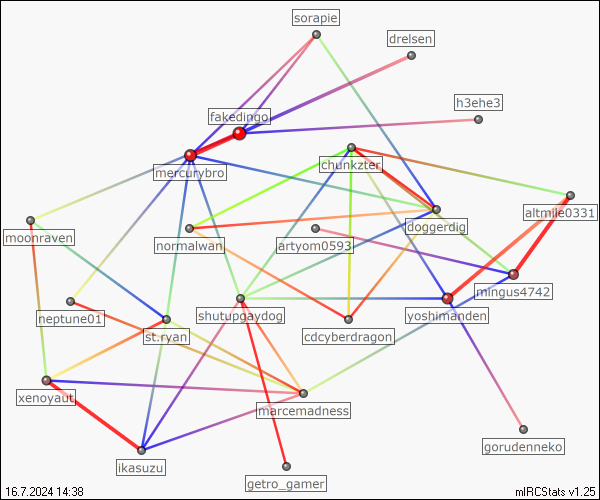 sorapie
drelsen
h3ehe3
fakedingo
chunkzter
mercurybro
altmile0331
doggerdig
moonraven
normalwan
artyom0593
mingus4742
neptune01
shutupgaydog
yoshimanden
st.ryan
cdcyberdragon
xenoyaut
marcemadness
gorudenneko
ikasuzu
getro_gamer
16.7.2024 14:38
mIRCStats v1.25